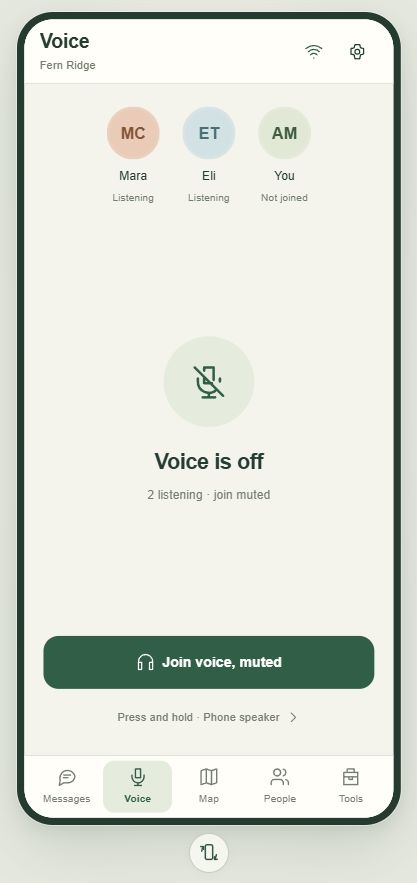 Voice
Fern Ridge
MC ET AM
Mara Eli You
Listening Listening Not joined
Voice is off
2 listening · join muted
Join voice, muted
Press and hold · Phone speaker
Messages Voice Map People Tools